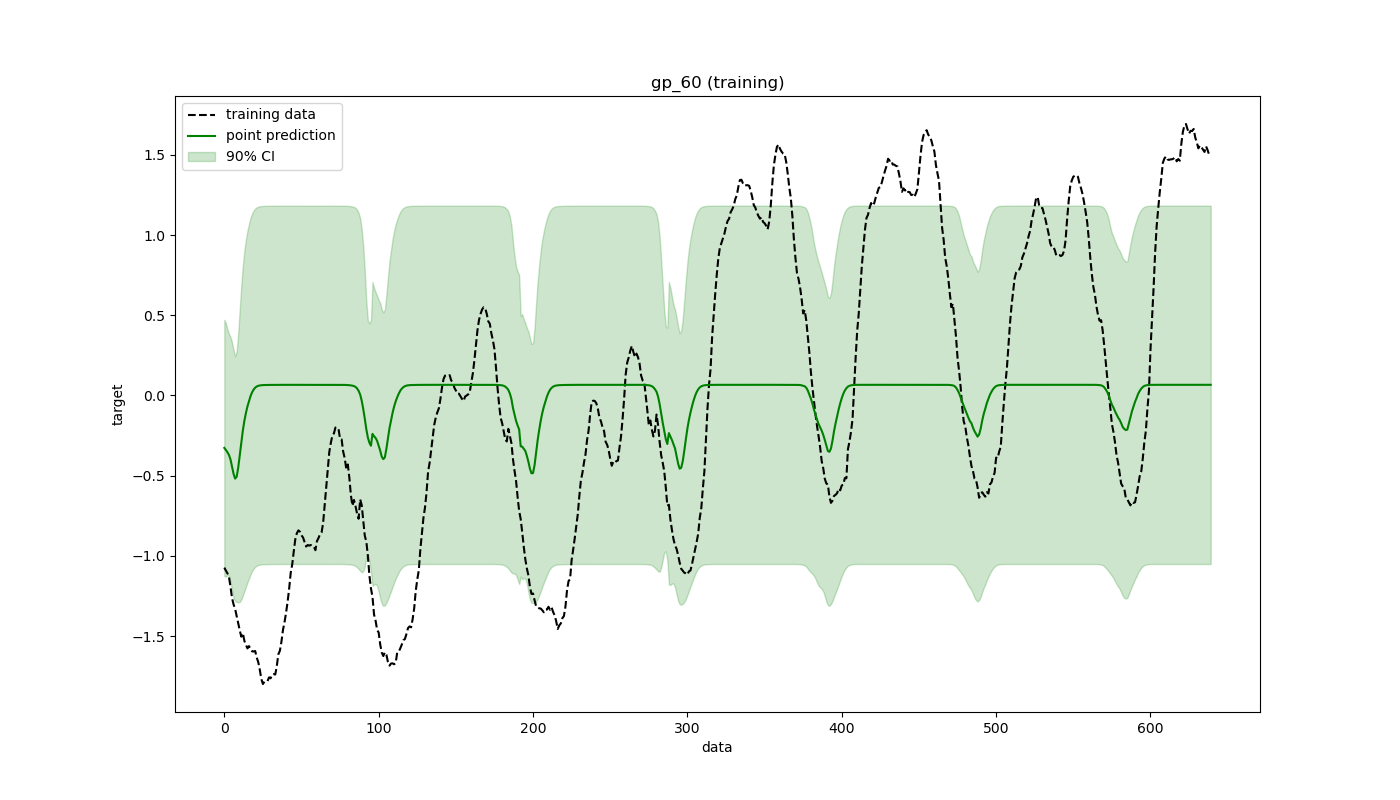 gp_60 (training)
training data
point prediction
90% CI
1.5
1.0
0.5
0.0
−0.5
−1.0
−1.5
target
0 100 200 300 400 500 600
data